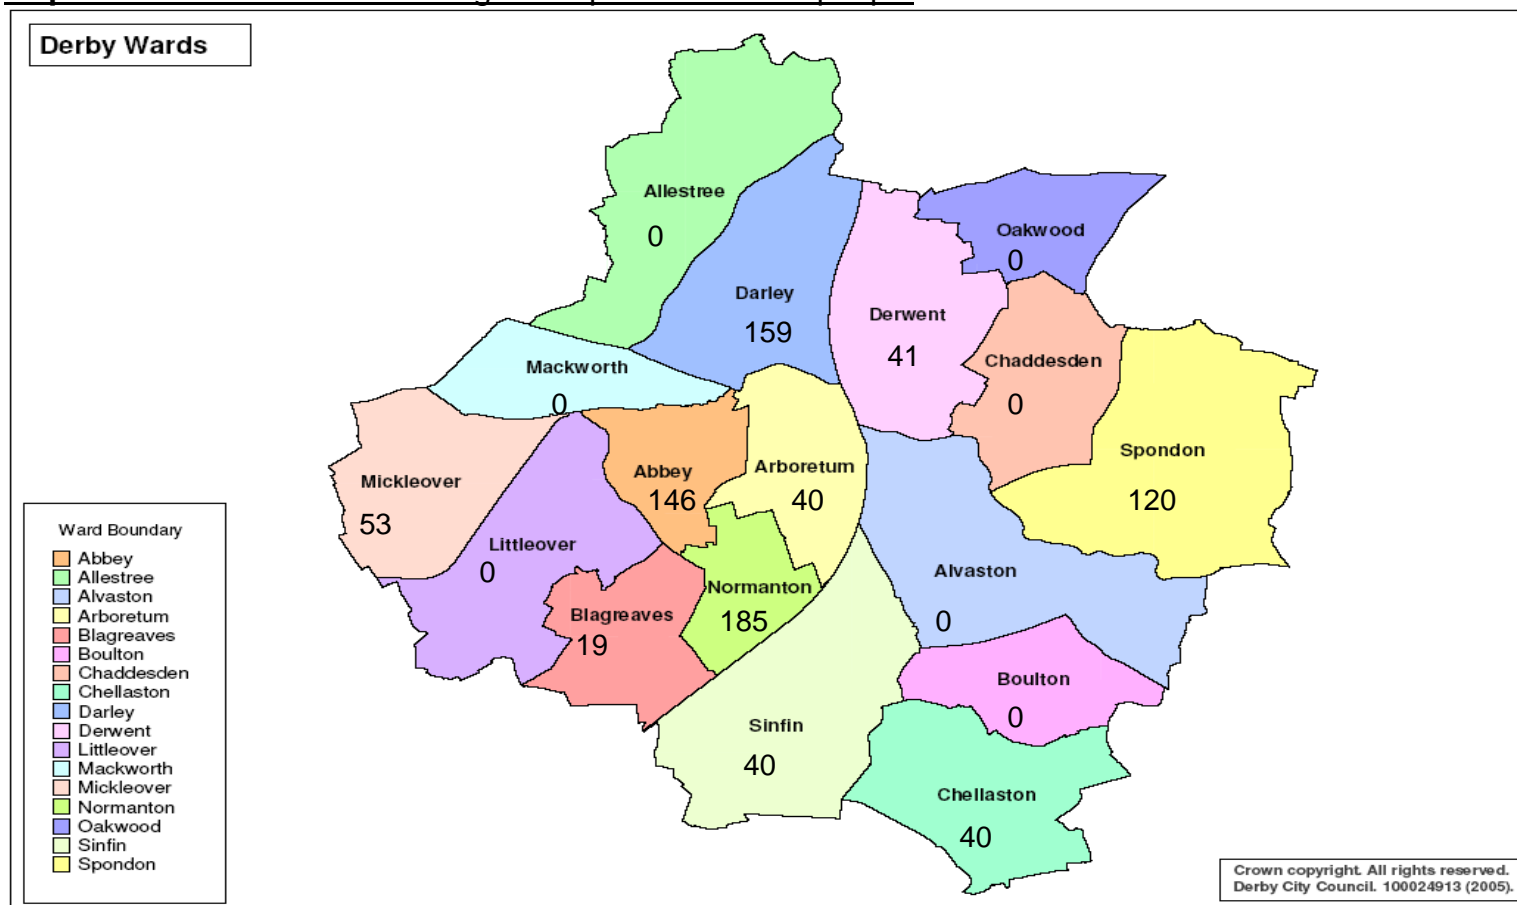 Derby Wards
Allestree
0
Oakwood
0
Darley
159
Derwent
41
Chaddesden
0
Mackworth
0
Spondon
120
Mickleover
53
Abbey
146
Arboretum
40
Littleover
0
Alvaston
0
Normanton
185
Blagreaves
19
Boulton
0
Sinfin
40
Chellaston
40
Ward Boundary
Abbey
Allestree
Alvaston
Arboretum
Blagreaves
Boulton
Chaddesden
Chellaston
Darley
Derwent
Littleover
Mackworth
Mickleover
Normanton
Oakwood
Sinfin
Spondon
Crown copyright. All rights reserved.
Derby City Council. 100024913 (2005).